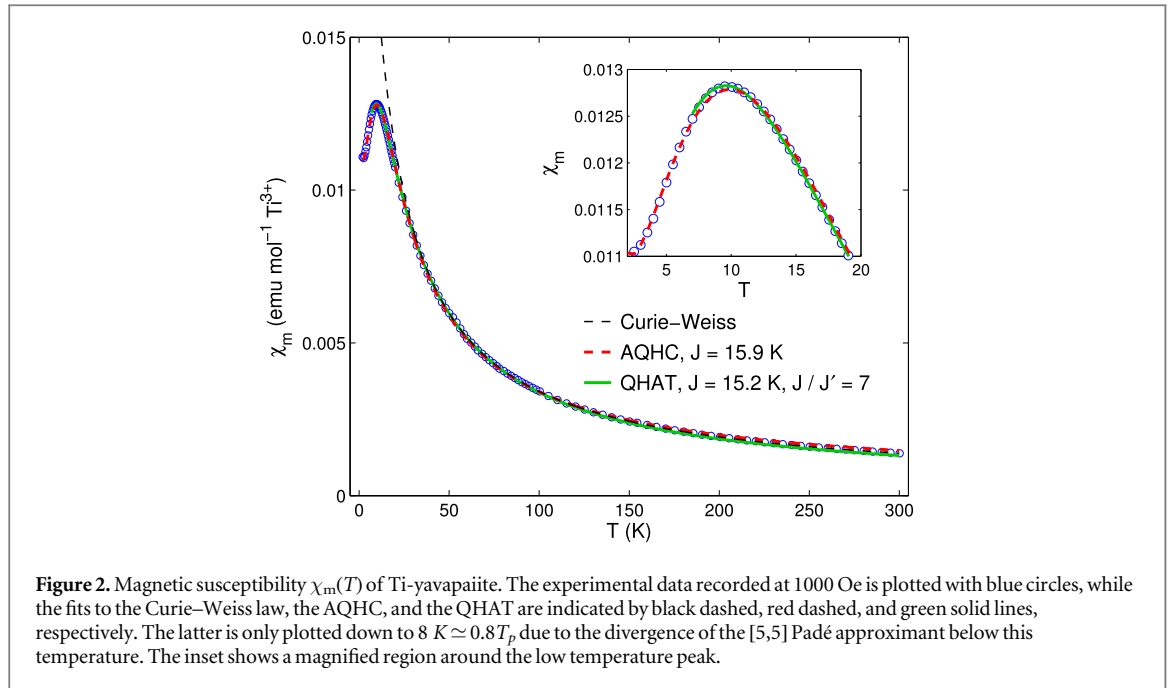 0.015
0.01
0.005
0
χm (emu mol−1 Ti3+)
0 50 100 150 200 250 300
T (K)
0.013
0.0125
0.012
0.0115
0.011
χm
5 10 15 20
T
Curie−Weiss
AQHC, J = 15.9 K
QHAT, J = 15.2 K, J / J′ = 7
Figure 2. Magnetic susceptibility χm(T) of Ti-yavapaiite. The experimental data recorded at 1000 Oe is plotted with blue circles, while
the fits to the Curie–Weiss law, the AQHC, and the QHAT are indicated by black dashed, red dashed, and green solid lines,
respectively. The latter is only plotted down to 8 K ≃ 0.8Tp due to the divergence of the [5,5] Padé approximant below this
temperature. The inset shows a magnified region around the low temperature peak.